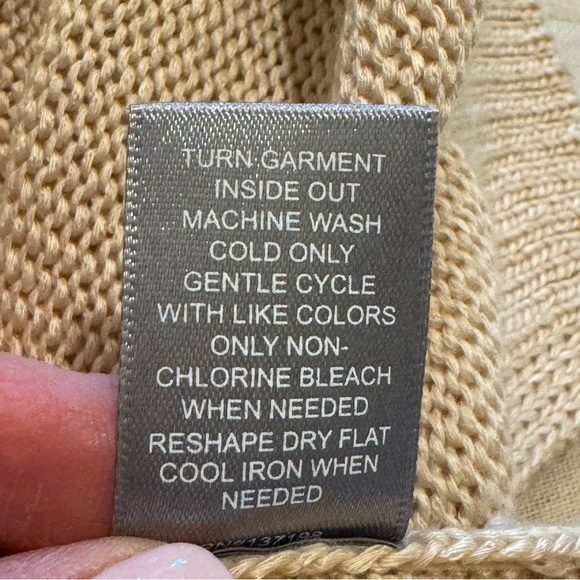 TURN GARMENT
INSIDE OUT
MACHINE WASH
COLD ONLY
GENTLE CYCLE
WITH LIKE COLORS
ONLY NON-
CHLORINE BLEACH
WHEN NEEDED
RESHAPE DRY FLAT
COOL IRON WHEN
NEEDED